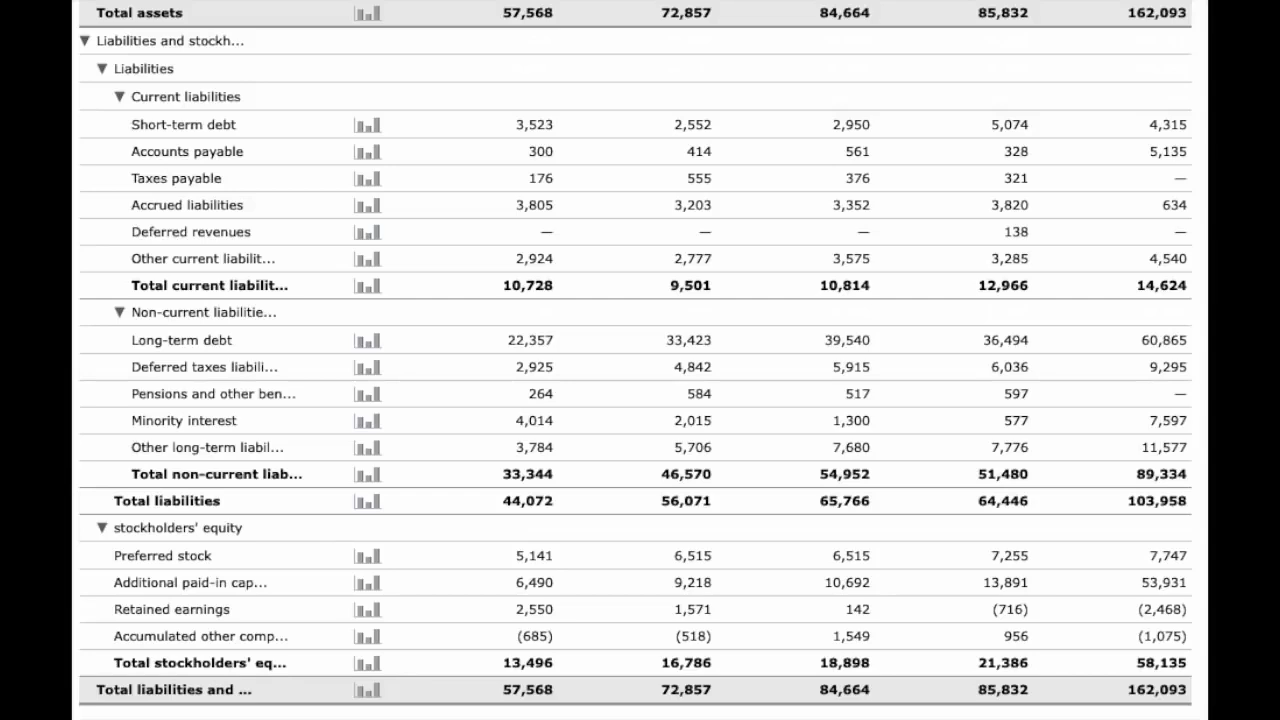 Total assets 57,568 72,857 84,664 85,832 162,093
▼ Liabilities and stockh...
▼ Liabilities
▼ Current liabilities
Short-term debt 3,523 2,552 2,950 5,074 4,315
Accounts payable 300 414 561 328 5,135
Taxes payable 176 555 376 321 —
Accrued liabilities 3,805 3,203 3,352 3,820 634
Deferred revenues — — — 138 —
Other current liabilit... 2,924 2,777 3,575 3,285 4,540
Total current liabilit... 10,728 9,501 10,814 12,966 14,624
▼ Non-current liabilitie...
Long-term debt 22,357 33,423 39,540 36,494 60,865
Deferred taxes liabili... 2,925 4,842 5,915 6,036 9,295
Pensions and other ben... 264 584 517 597 —
Minority interest 4,014 2,015 1,300 577 7,597
Other long-term liabil... 3,784 5,706 7,680 7,776 11,577
Total non-current liab... 33,344 46,570 54,952 51,480 89,334
Total liabilities 44,072 56,071 65,766 64,446 103,958
▼ stockholders' equity
Preferred stock 5,141 6,515 6,515 7,255 7,747
Additional paid-in cap... 6,490 9,218 10,692 13,891 53,931
Retained earnings 2,550 1,571 142 (716) (2,468)
Accumulated other comp... (685) (518) 1,549 956 (1,075)
Total stockholders' eq... 13,496 16,786 18,898 21,386 58,135
Total liabilities and ... 57,568 72,857 84,664 85,832 162,093